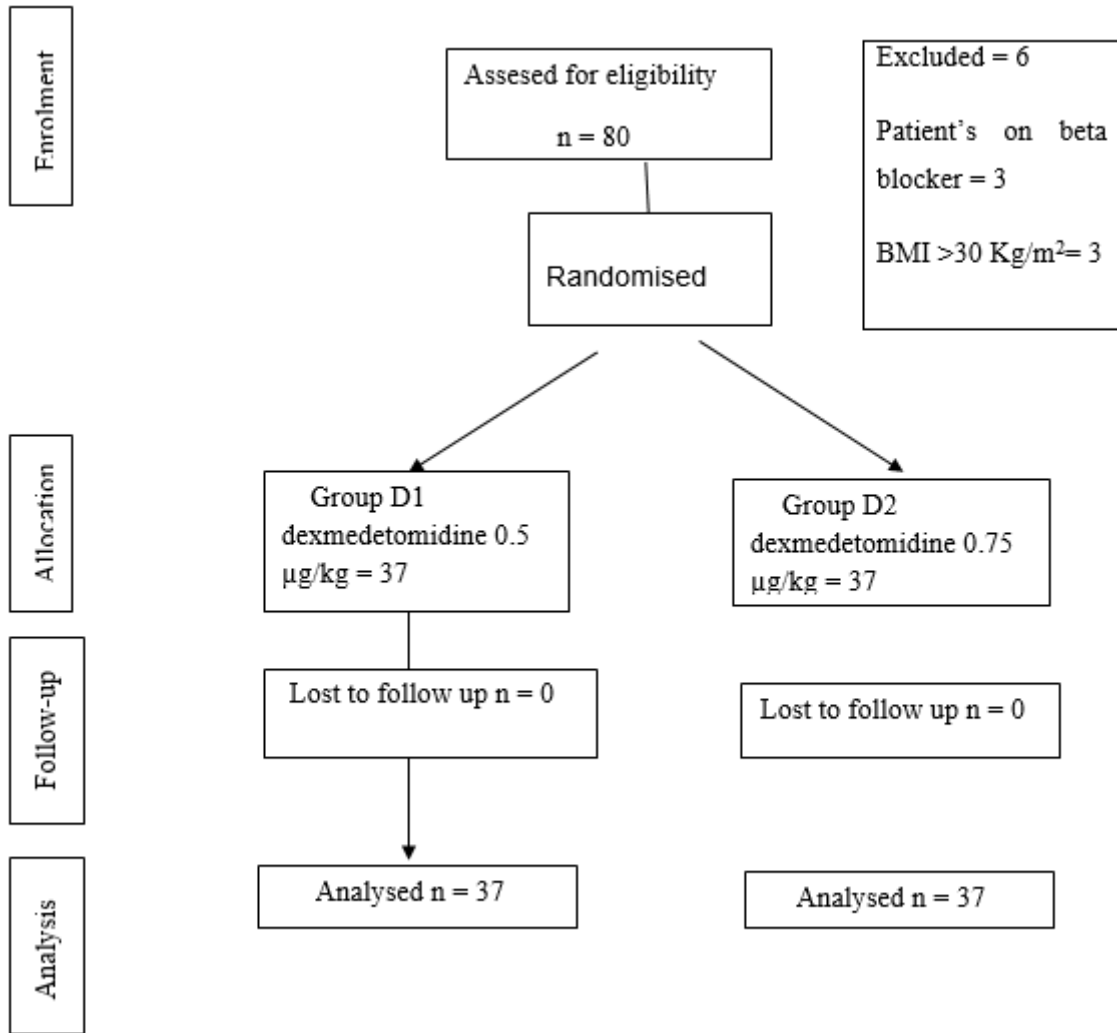 Enrolment
Assesed for eligibility
n = 80
Excluded = 6
Patient's on beta
blocker = 3
BMI >30 Kg/m²= 3
Randomised
Allocation
Group D1
dexmedetomidine 0.5
µg/kg = 37
Group D2
dexmedetomidine 0.75
µg/kg = 37
Follow-up
Lost to follow up n = 0
Lost to follow up n = 0
Analysis
Analysed n = 37
Analysed n = 37